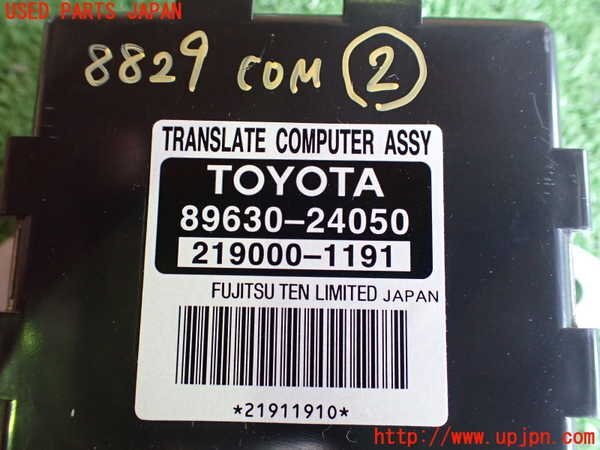 USED PARTS JAPAN
8829 COM 2
TRANSLATE COMPUTER ASSY
TOYOTA
89630-24050
219000-1191
FUJITSU TEN LIMITED JAPAN
*21911910*
http://www.upjpn.com/